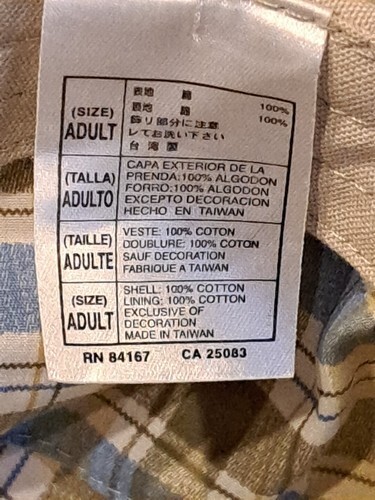 (SIZE)
ADULT
表地 綿 100%
表地 綿 100%
飾り部分に注意
してお洗い下さい
台湾製
(TALLA)
ADULTO
CAPA EXTERIOR DE LA
PRENDA:100% ALGODON
FORRO:100% ALGODON
EXCEPTO DECORACION
HECHO EN TAIWAN
(TAILLE)
ADULTE
VESTE: 100% COTON
DOUBLURE: 100% COTON
SAUF DECORATION
FABRIQUE A TAIWAN
(SIZE)
ADULT
SHELL: 100% COTTON
LINING: 100% COTTON
EXCLUSIVE OF
DECORATION
MADE IN TAIWAN
RN 84167 CA 25083